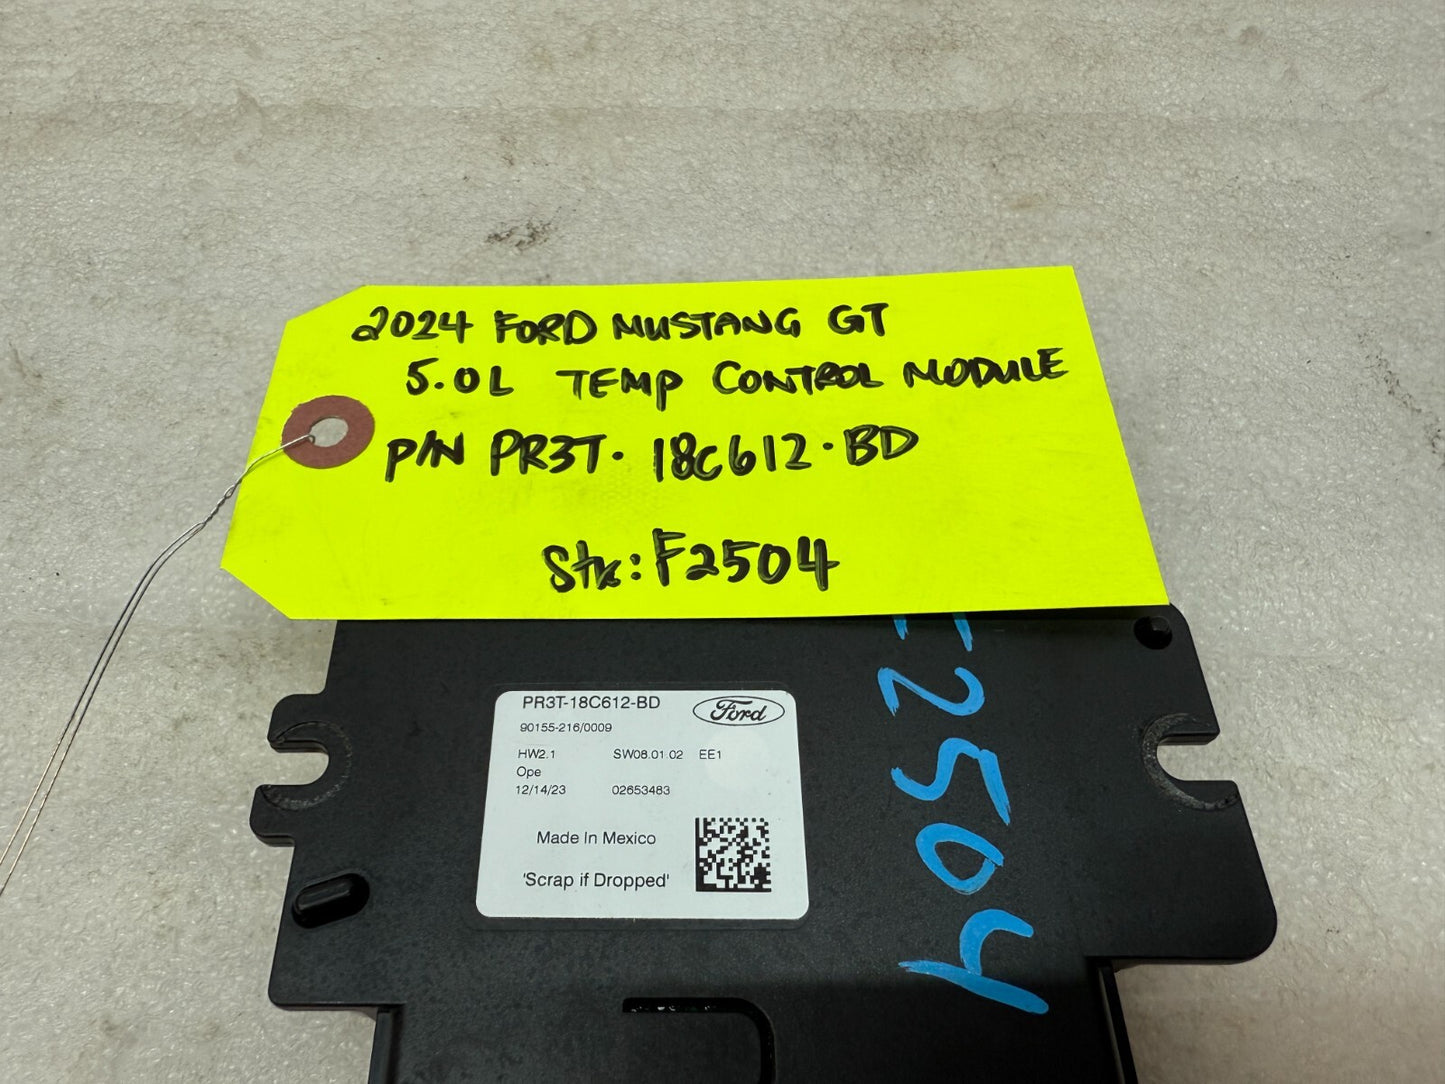 2024 FORD MUSTANG GT
5.0L TEMP CONTROL MODULE
P/N PR3T-18C612-BD
Stk: F2504
PR3T-18C612-BD
Ford
90155-216/0009
HW2.1 SW08.01.02 EE1
Ope
12/14/23 02653483
Made In Mexico
'Scrap if Dropped'
F2504